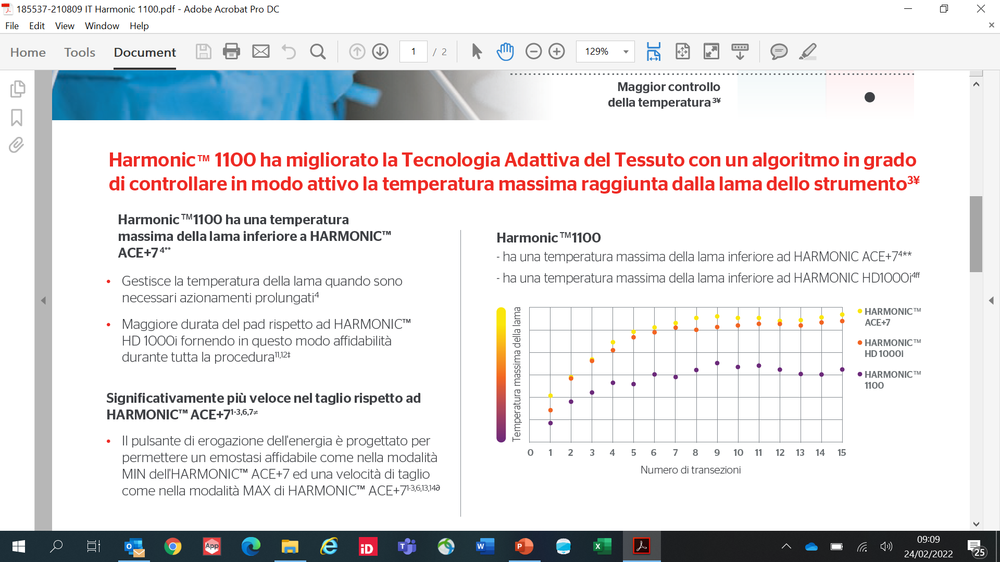 185537-210809 IT Harmonic 1100.pdf - Adobe Acrobat Pro DC
File Edit View Window Help
Home Tools Document 1 / 2 129%
Maggior controllo
della temperatura3¥
Harmonic™ 1100 ha migliorato la Tecnologia Adattiva del Tessuto con un algoritmo in grado
di controllare in modo attivo la temperatura massima raggiunta dalla lama dello strumento3¥
Harmonic™1100 ha una temperatura
massima della lama inferiore a HARMONIC™
ACE+7 4**
• Gestisce la temperatura della lama quando sono
necessari azionamenti prolungati4
• Maggiore durata del pad rispetto ad HARMONIC™
HD 1000i fornendo in questo modo affidabilità
durante tutta la procedura11,12‡
Significativamente più veloce nel taglio rispetto ad
HARMONIC™ ACE+71-3,6,7≠
• Il pulsante di erogazione dell'energia è progettato per
permettere un emostasi affidabile come nella modalità
MIN dell'HARMONIC™ ACE+7 ed una velocità di taglio
come nella modalità MAX di HARMONIC™ ACE+71-3,6,13,14∂
Harmonic™1100
- ha una temperatura massima della lama inferiore ad HARMONIC ACE+74**
- ha una temperatura massima della lama inferiore ad HARMONIC HD1000i4ff
Temperatura massima della lama
HARMONIC™
ACE+7
HARMONIC™
HD 1000i
HARMONIC™
1100
0 1 2 3 4 5 6 7 8 9 10 11 12 13 14 15
Numero di transezioni
App
iD
09:09
24/02/2022
25